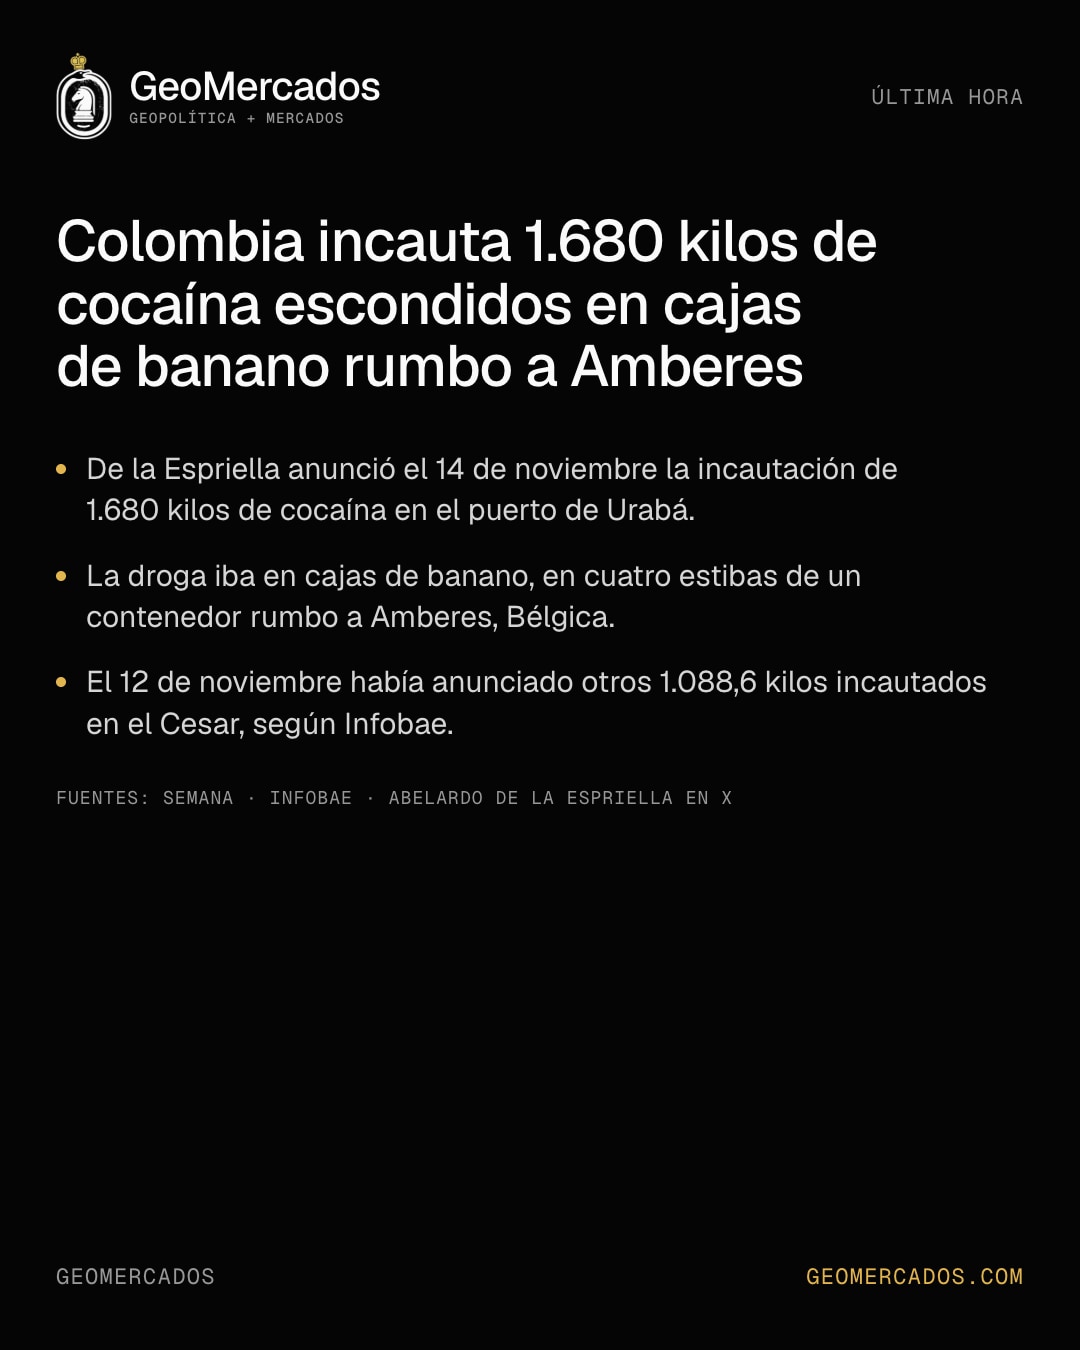 GeoMercados
GEOPOLÍTICA + MERCADOS
ÚLTIMA HORA
Colombia incauta 1.680 kilos de
cocaína escondidos en cajas
de banano rumbo a Amberes
• De la Espriella anunció el 14 de noviembre la incautación de
1.680 kilos de cocaína en el puerto de Urabá.
• La droga iba en cajas de banano, en cuatro estibas de un
contenedor rumbo a Amberes, Bélgica.
• El 12 de noviembre había anunciado otros 1.088,6 kilos incautados
en el Cesar, según Infobae.
FUENTES: SEMANA · INFOBAE · ABELARDO DE LA ESPRIELLA EN X
GEOMERCADOS
GEOMERCADOS.COM